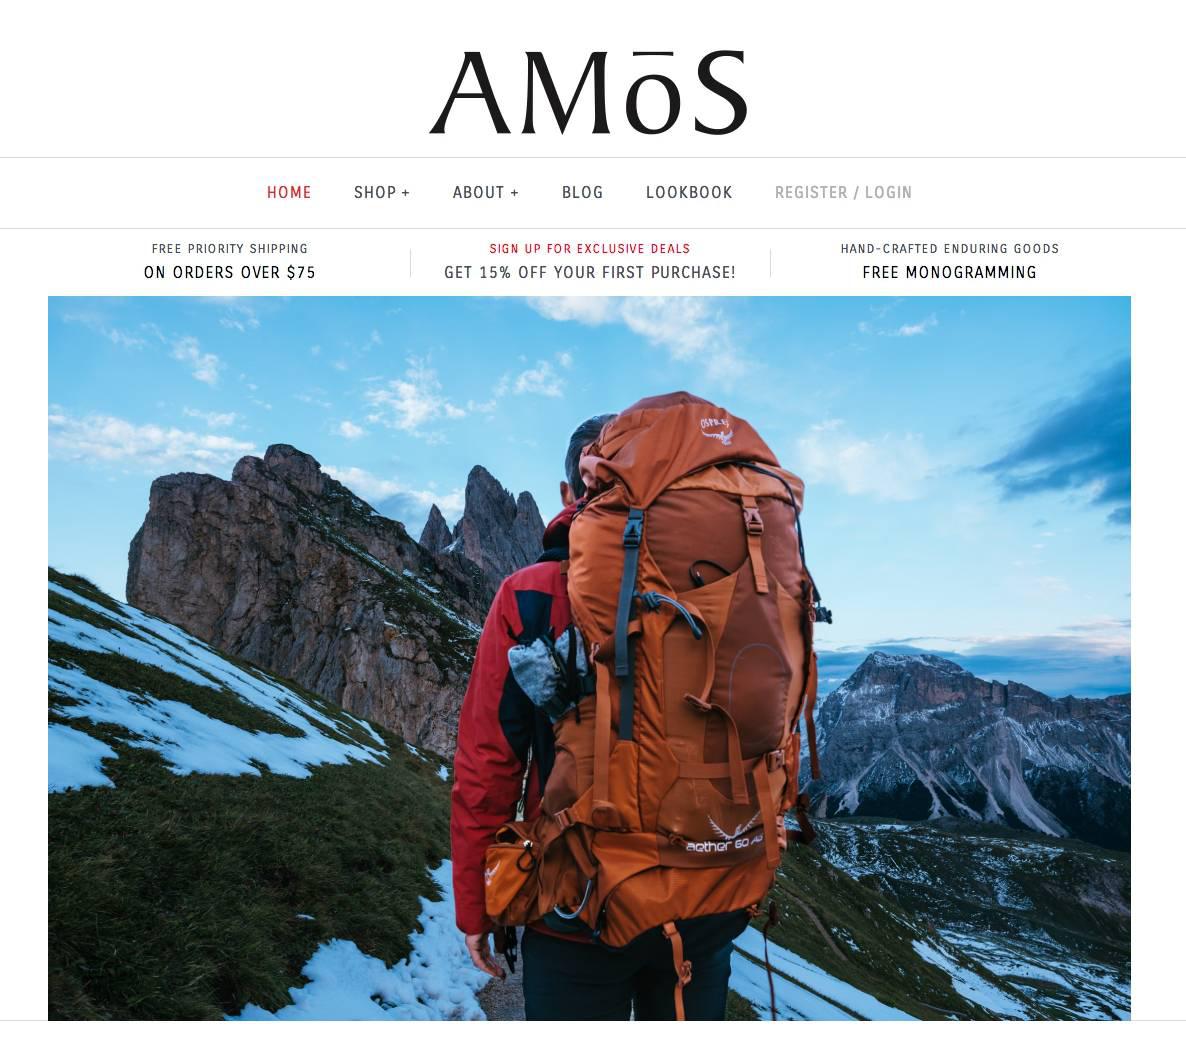 AMōS
HOME SHOP + ABOUT + BLOG LOOKBOOK REGISTER / LOGIN
FREE PRIORITY SHIPPING
ON ORDERS OVER $75
SIGN UP FOR EXCLUSIVE DEALS
GET 15% OFF YOUR FIRST PURCHASE!
HAND-CRAFTED ENDURING GOODS
FREE MONOGRAMMING
OSPREY
aether 60